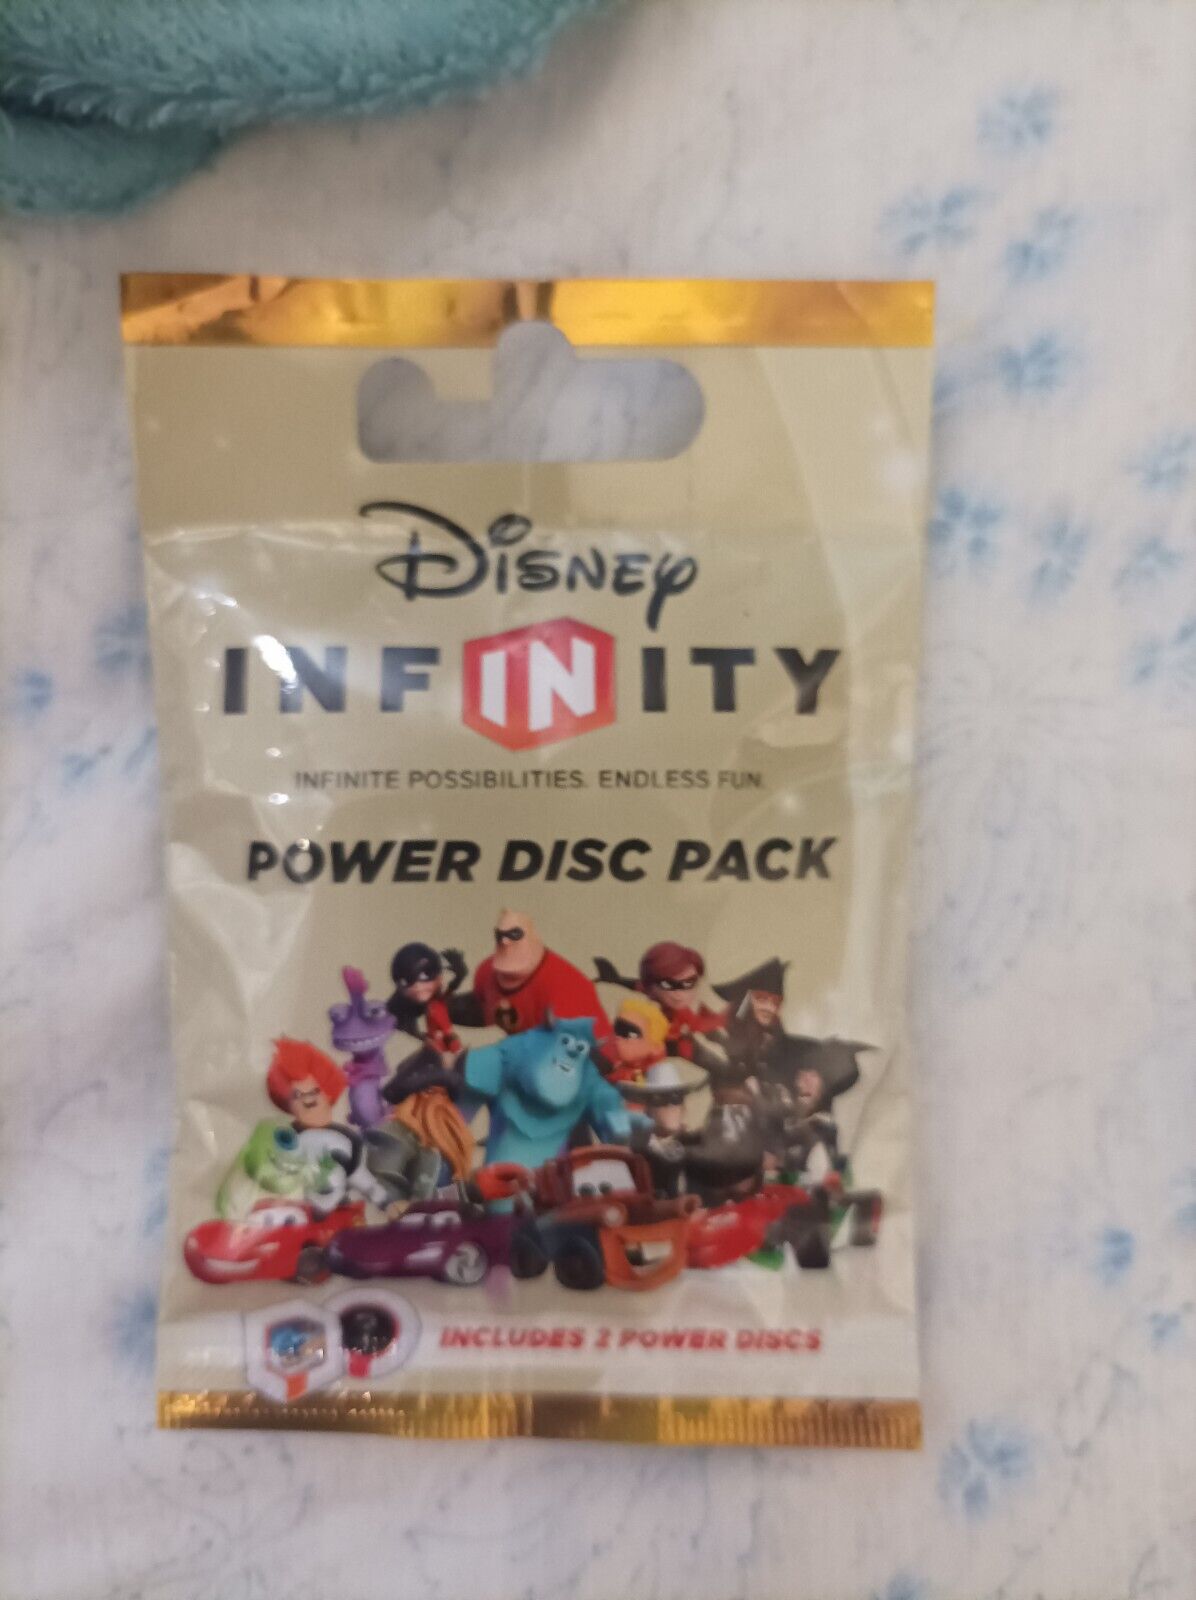 Disney
INFINITY
INFINITE POSSIBILITIES. ENDLESS FUN.
POWER DISC PACK
INCLUDES 2 POWER DISCS